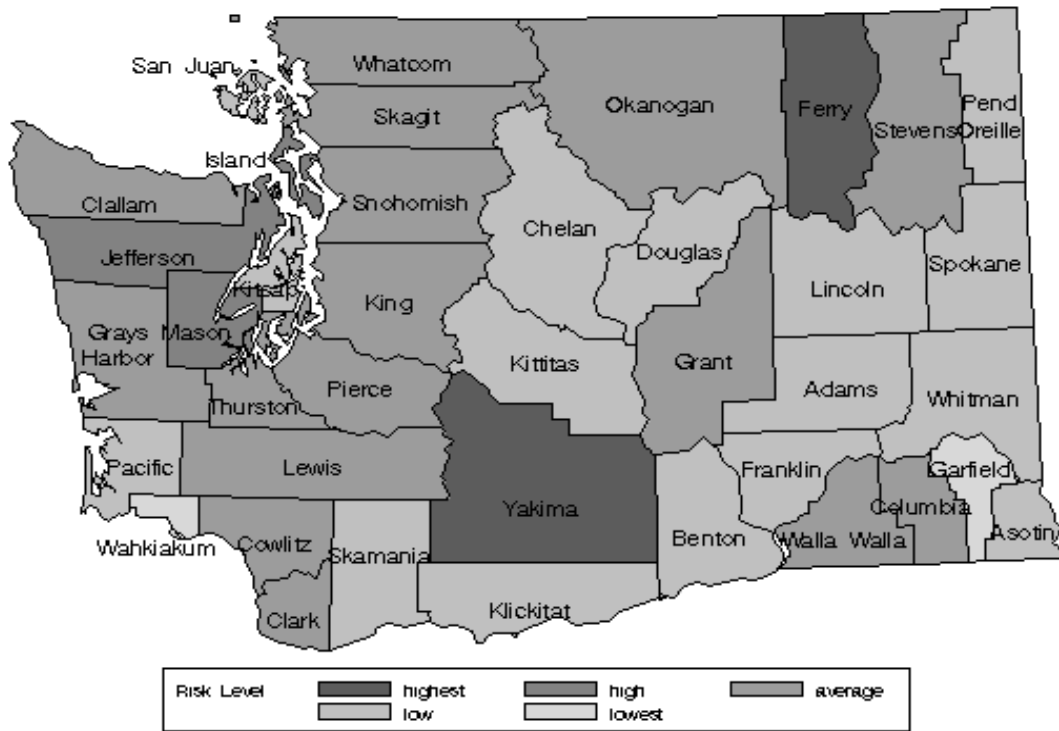 San Juan
Whatcom
Okanogan
Ferry
Pend
Oreille
Stevens
Skagit
Island
Clallam
Snohomish
Chelan
Douglas
Jefferson
Kitsap
King
Lincoln
Spokane
Grays
Harbor
Mason
Kittitas
Grant
Adams
Whitman
Thurston
Pierce
Pacific
Lewis
Franklin
Garfield
Yakima
Columbia
Wahkiakum
Cowlitz
Skamania
Benton
Walla Walla
Asotin
Clark
Klickitat
Risk Level highest high average
low lowest